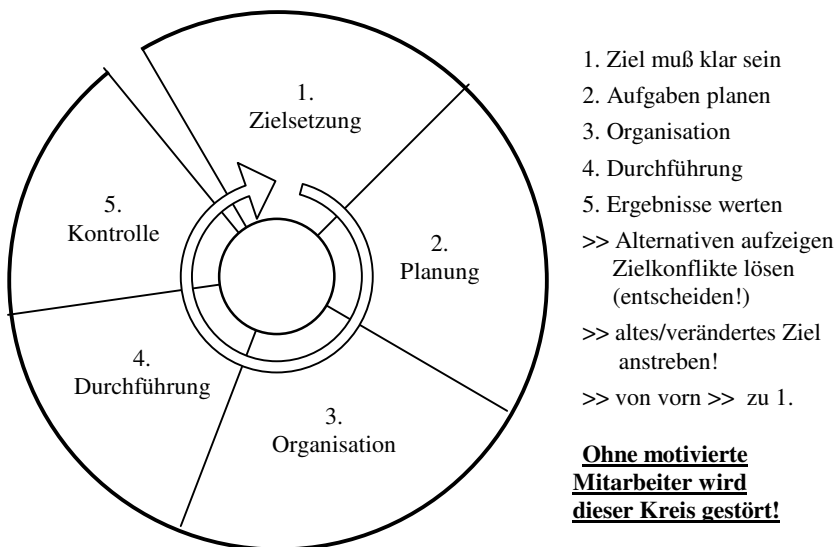 1.
Zielsetzung
2.
Planung
3.
Organisation
4.
Durchführung
5.
Kontrolle
1. Ziel muß klar sein
2. Aufgaben planen
3. Organisation
4. Durchführung
5. Ergebnisse werten
>> Alternativen aufzeigen
Zielkonflikte lösen
(entscheiden!)
>> altes/verändertes Ziel
anstreben!
>> von vorn >> zu 1.
Ohne motivierte
Mitarbeiter wird
dieser Kreis gestört!